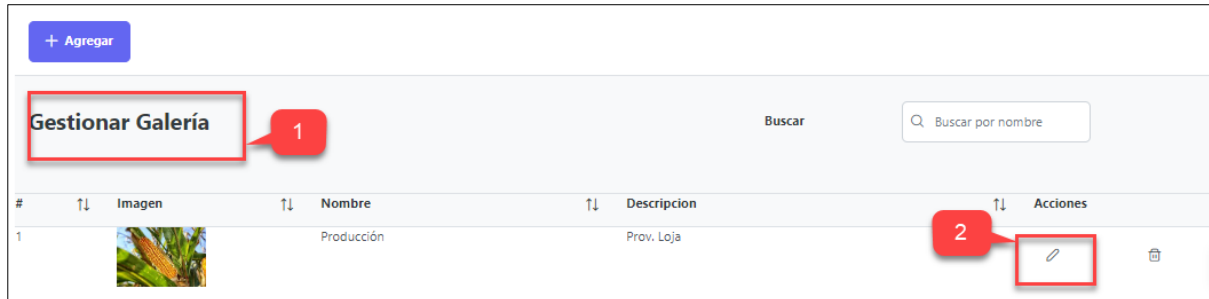 + Agregar
Gestionar Galería
1
Buscar
Buscar por nombre
# Imagen Nombre Descripcion Acciones
2
1 Producción Prov. Loja